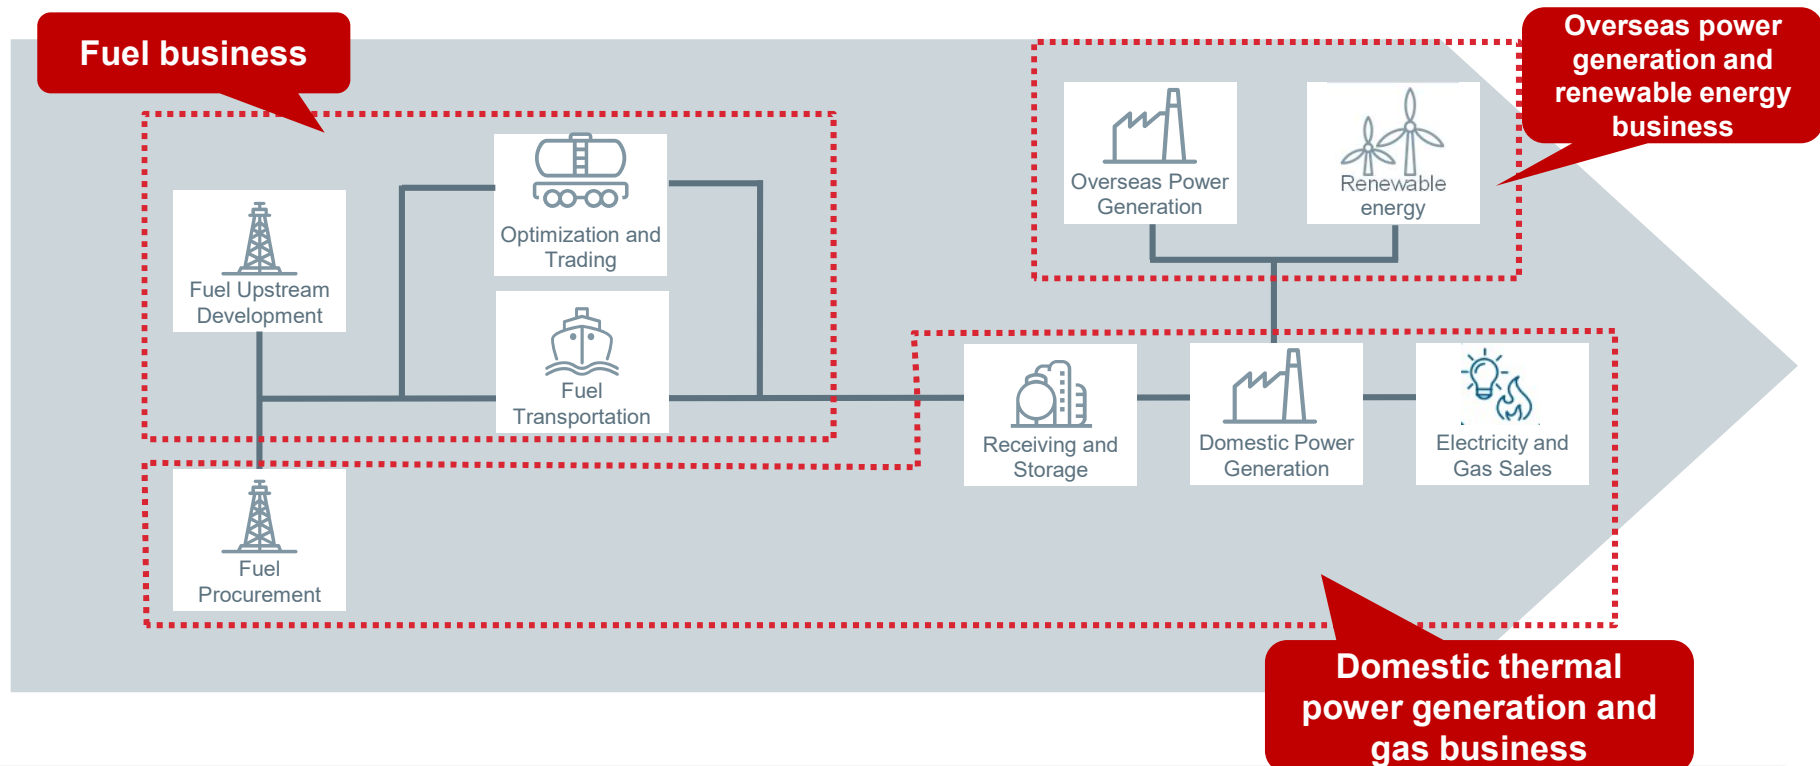 Fuel business
Overseas power
generation and
renewable energy
business
Optimization and
Trading
Fuel Upstream
Development
Fuel
Transportation
Fuel
Procurement
Overseas Power
Generation
Renewable
energy
Receiving and
Storage
Domestic Power
Generation
Electricity and
Gas Sales
Domestic thermal
power generation and
gas business